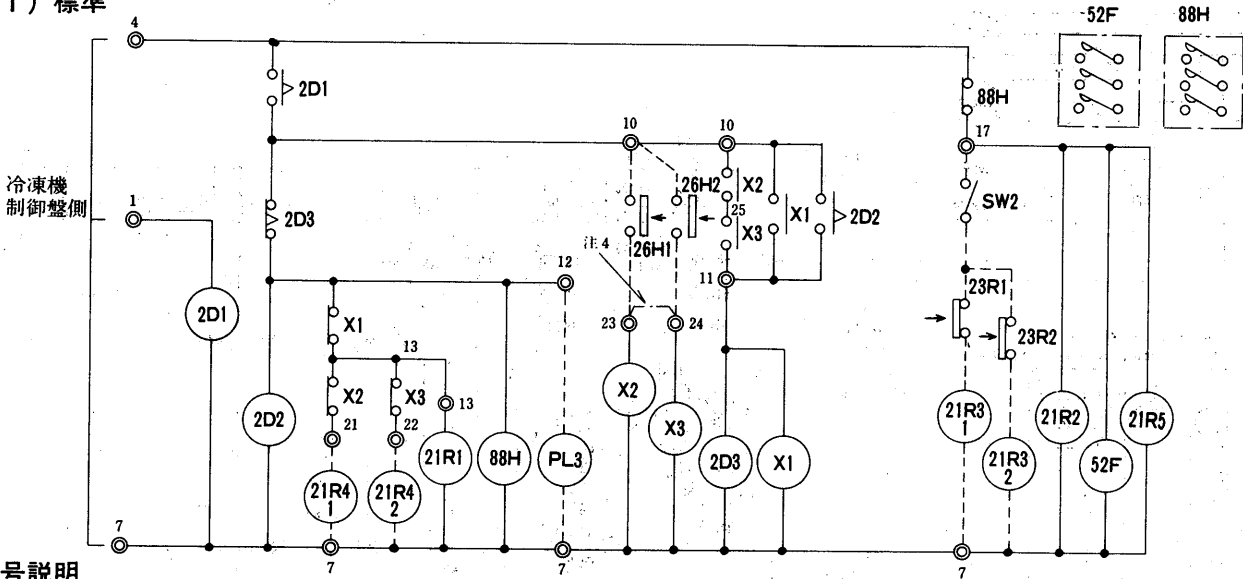 1) 標準
52F 88H
4
2D1
88H
10 10 17
冷凍機
制御盤側
1
2D3
26H1 26H2 X2 25 X3 X1 2D2
SW2
注4
12 11
23R1
23R2
2D1
X1
13
23 24
X2 X3 13
21 22
2D2
21R1 88H PL3
X2 X3
2D3 X1
21R3
1
21R2 21R5
21R4
1
21R4
2
21R3
2
52F
7 7 7 7
号説明